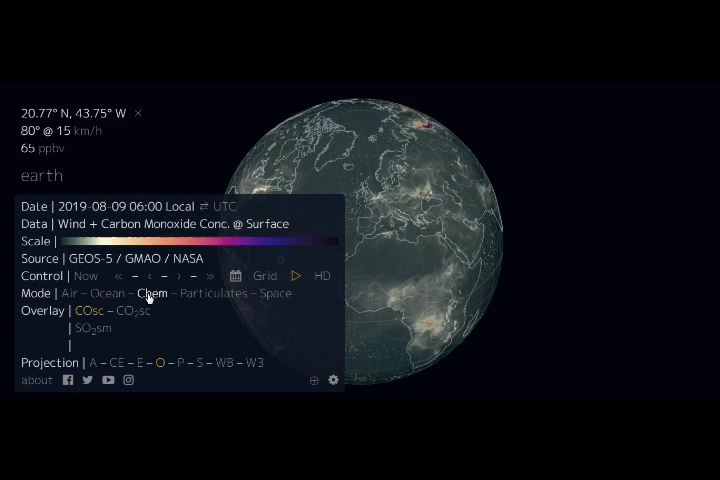 20.77° N, 43.75° W ×
80° @ 15 km/h
65 ppbv
earth
Date | 2019-08-09 06:00 Local ⇄ UTC
Data | Wind + Carbon Monoxide Conc. @ Surface
Scale |
Source | GEOS-5 / GMAO / NASA
Control | Now « – ‹ – › – » Grid ▷ HD
Mode | Air – Ocean – Chem – Particulates – Space
Overlay | COsc – CO₂sc
| SO₂sm
|
Projection | A – CE – E – O – P – S – WB – W3
about